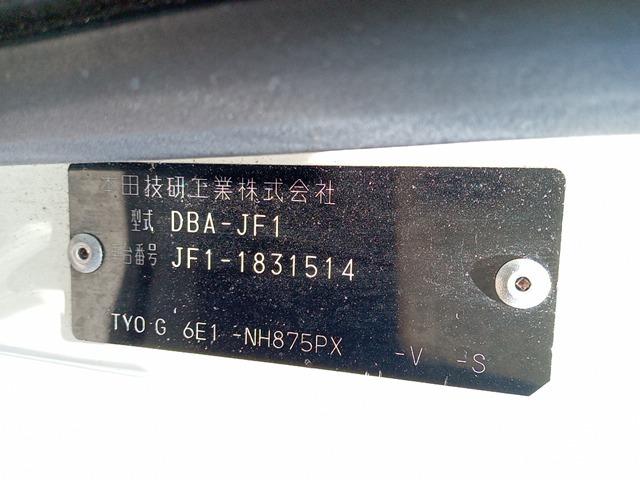 本田技研工業株式会社
型式 DBA-JF1
車台番号 JF1-1831514
TYO G 6E1 -NH875PX -V -S